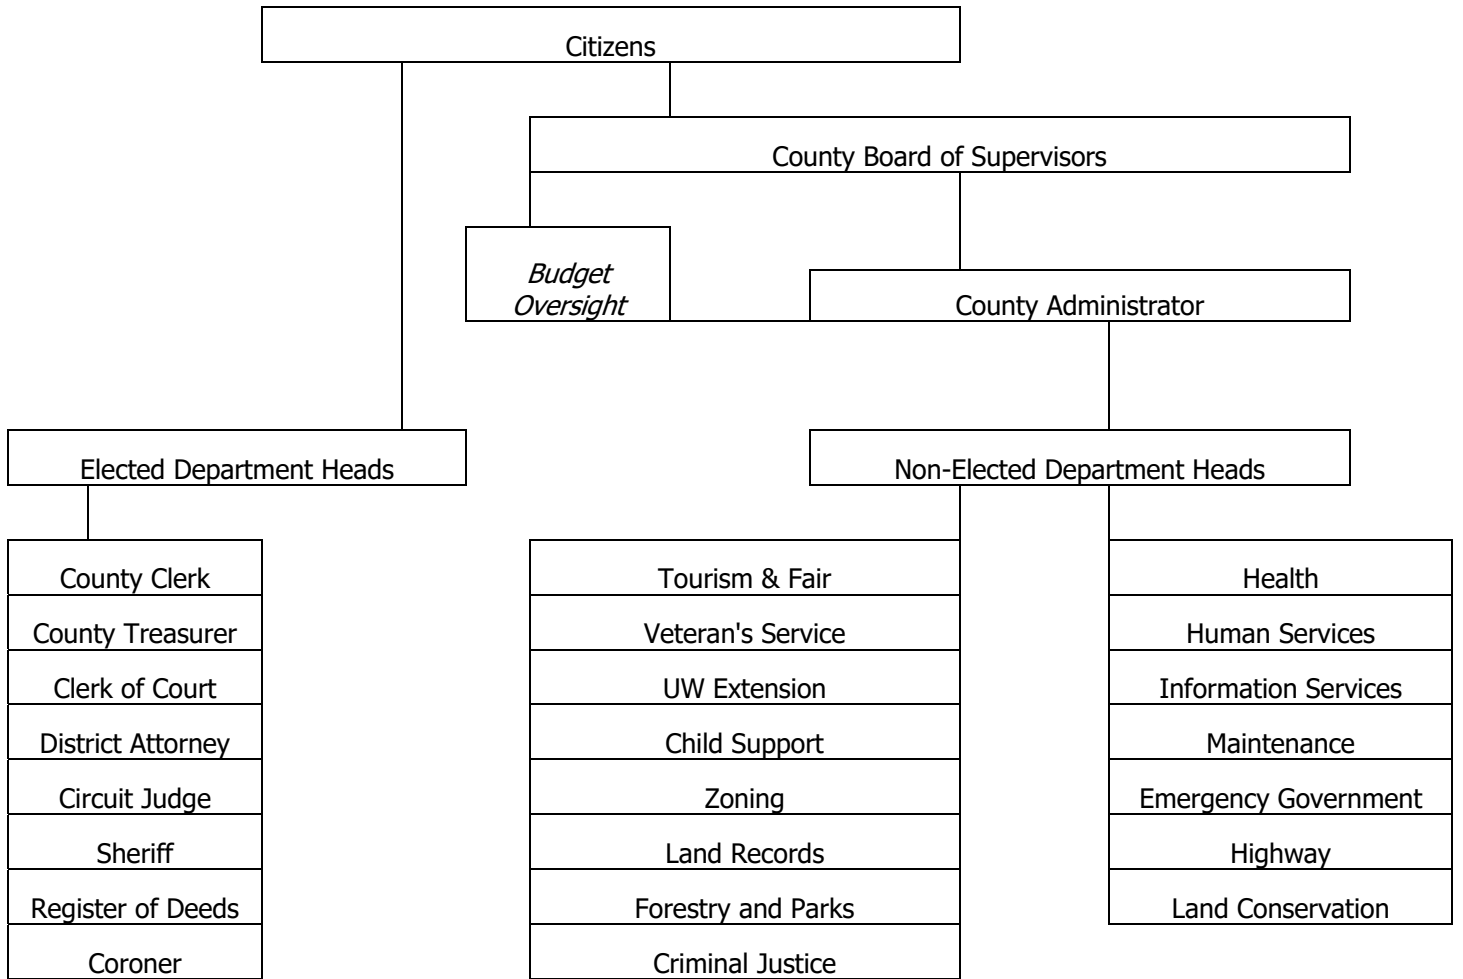 Citizens
County Board of Supervisors
Budget
Oversight
County Administrator
Elected Department Heads
Non-Elected Department Heads
County Clerk
County Treasurer
Clerk of Court
District Attorney
Circuit Judge
Sheriff
Register of Deeds
Coroner
Tourism & Fair
Veteran's Service
UW Extension
Child Support
Zoning
Land Records
Forestry and Parks
Criminal Justice
Health
Human Services
Information Services
Maintenance
Emergency Government
Highway
Land Conservation